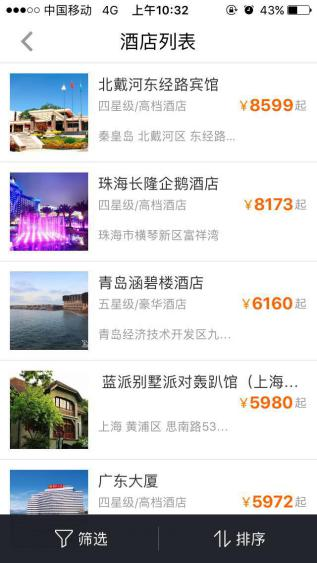 中国移动 4G 上午10:32 43%
酒店列表
北戴河东经路宾馆
四星级/高档酒店
¥8599起
秦皇岛 北戴河区 东经路...
珠海长隆企鹅酒店
四星级/高档酒店
¥8173起
珠海市横琴新区富祥湾
青岛涵碧楼酒店
五星级/豪华酒店
¥6160起
青岛经济技术开发区九...
蓝派别墅派对轰趴馆（上海...
¥5980起
上海 黄浦区 思南路53...
广东大厦
四星级/高档酒店
¥5972起
筛选
排序